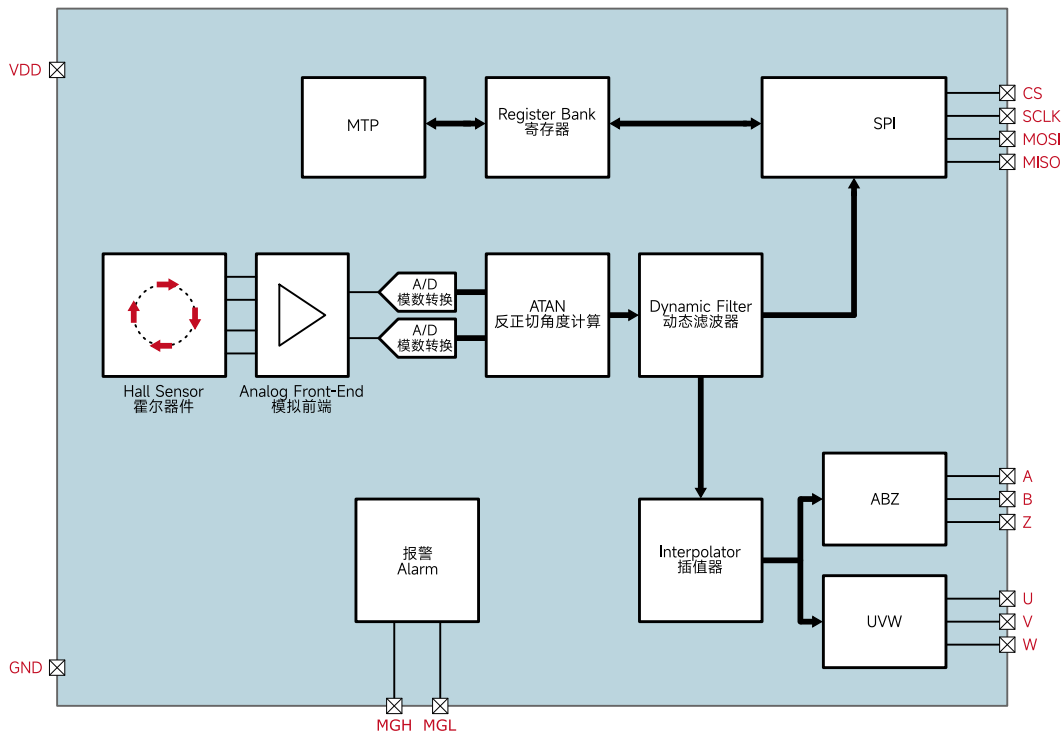 VDD
MTP
Register Bank
寄存器
SPI
CS
SCLK
MOSI
MISO
A/D
模数转换
A/D
模数转换
ATAN
反正切角度计算
Dynamic Filter
动态滤波器
Hall Sensor
霍尔器件
Analog Front-End
模拟前端
ABZ
A
B
Z
报警
Alarm
Interpolator
插值器
UVW
U
V
W
GND
MGH
MGL